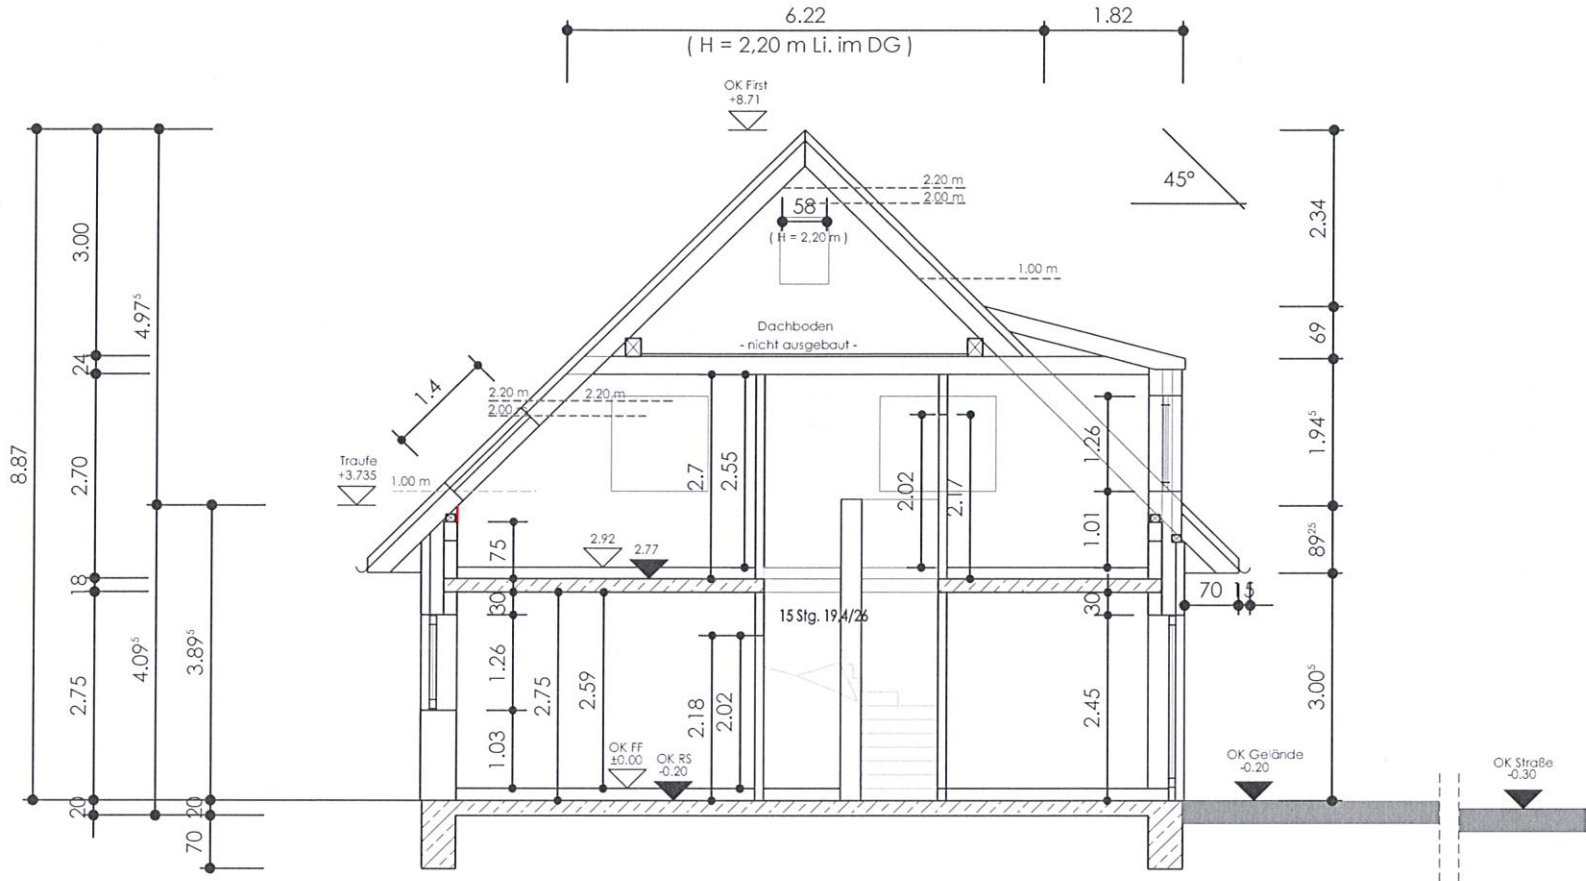 6.22
1.82
( H = 2,20 m Li. im DG )
OK First
+8.71
2.20 m
2.00 m
58
( H = 2,20 m )
1.00 m
45°
Dachboden
- nicht ausgebaut -
1.4
2.20 m
2.20 m
2.00
Traufe
+3.735
1.00 m
8.87
3.00
24
2.70
18
2.75
20
4.97⁵
4.09⁵
3.89⁵
20
70
75
30
1.26
1.03
2.92
2.77
2.75
2.59
2.7
2.55
2.18
2.02
15 Stg. 19,4/26
2.02
2.17
1.26
1.01
30
2.45
OK FF
±0.00
OK RS
-0.20
2.34
69
1.94⁵
89²⁵
3.00⁵
70
15
OK Gelände
-0.20
OK Straße
-0.30